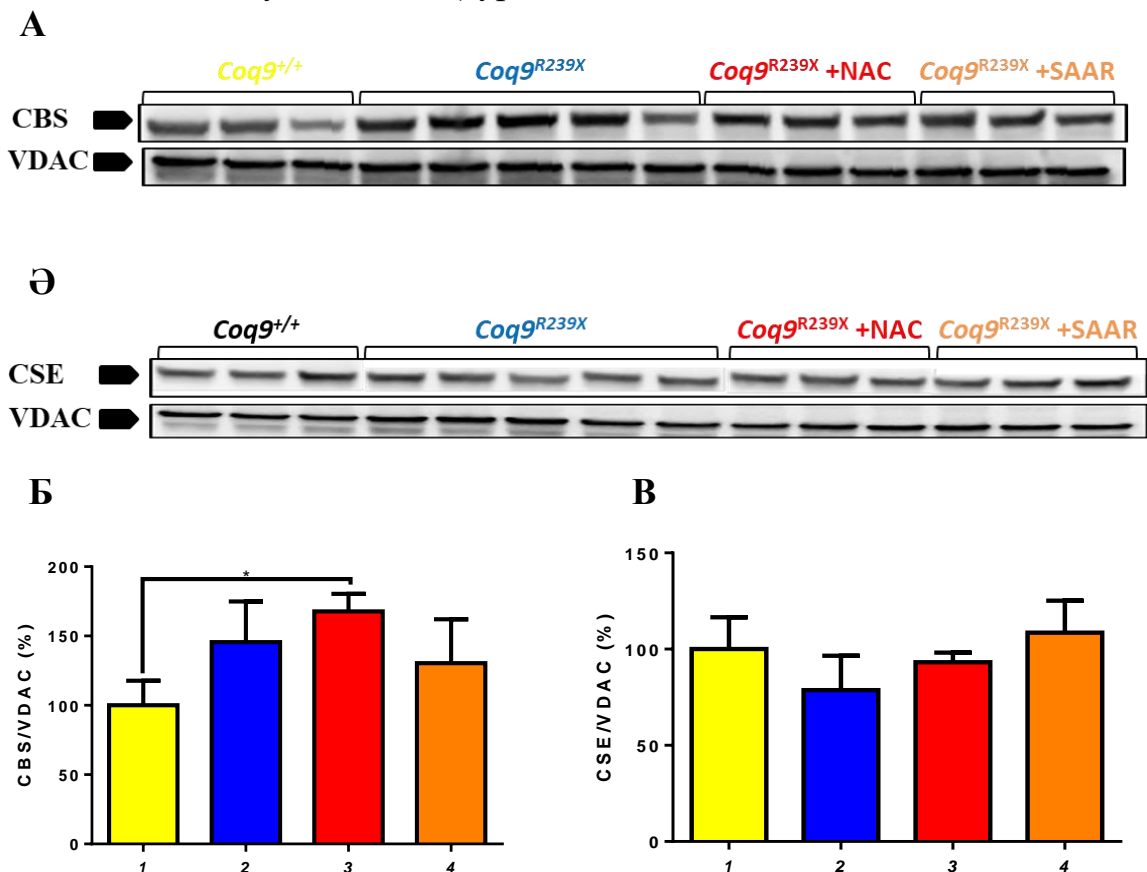 А
Coq9+/+ Coq9R239X Coq9R239X +NAC Coq9R239X +SAAR
CBS
VDAC
Ә
Coq9+/+ Coq9R239X Coq9R239X +NAC Coq9R239X +SAAR
CSE
VDAC
Б
В
CBS/VDAC (%)
200
150
100
50
0
*
1 2 3 4
CSE/VDAC (%)
150
100
50
0
1 2 3 4